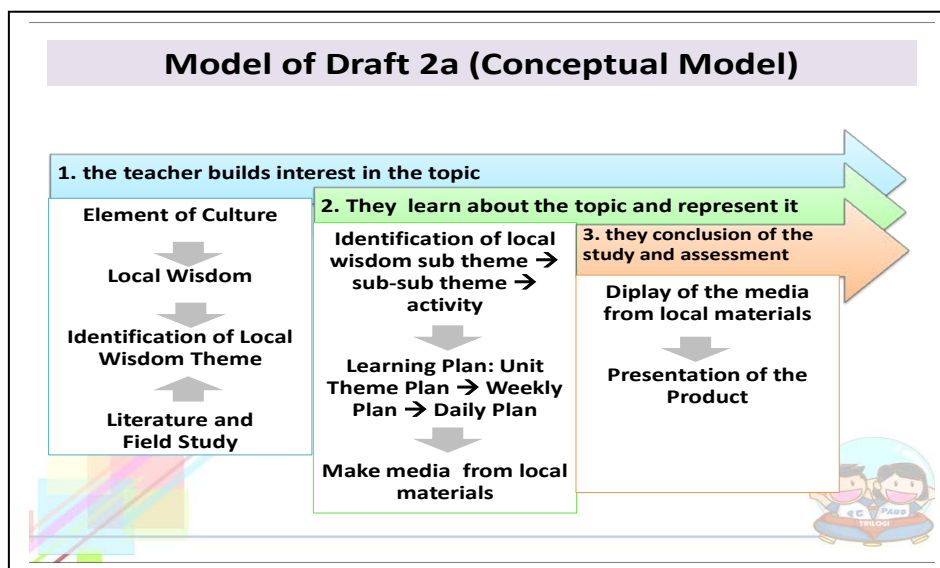 Model of Draft 2a (Conceptual Model)
1. the teacher builds interest in the topic
Element of Culture
Local Wisdom
Identification of Local
Wisdom Theme
Literature and
Field Study
2. They learn about the topic and represent it
Identification of local
wisdom sub theme →
sub-sub theme →
activity
Learning Plan: Unit
Theme Plan → Weekly
Plan → Daily Plan
Make media from local
materials
3. they conclusion of the
study and assessment
Diplay of the media
from local materials
Presentation of the
Product
PAUD
TRILOGI